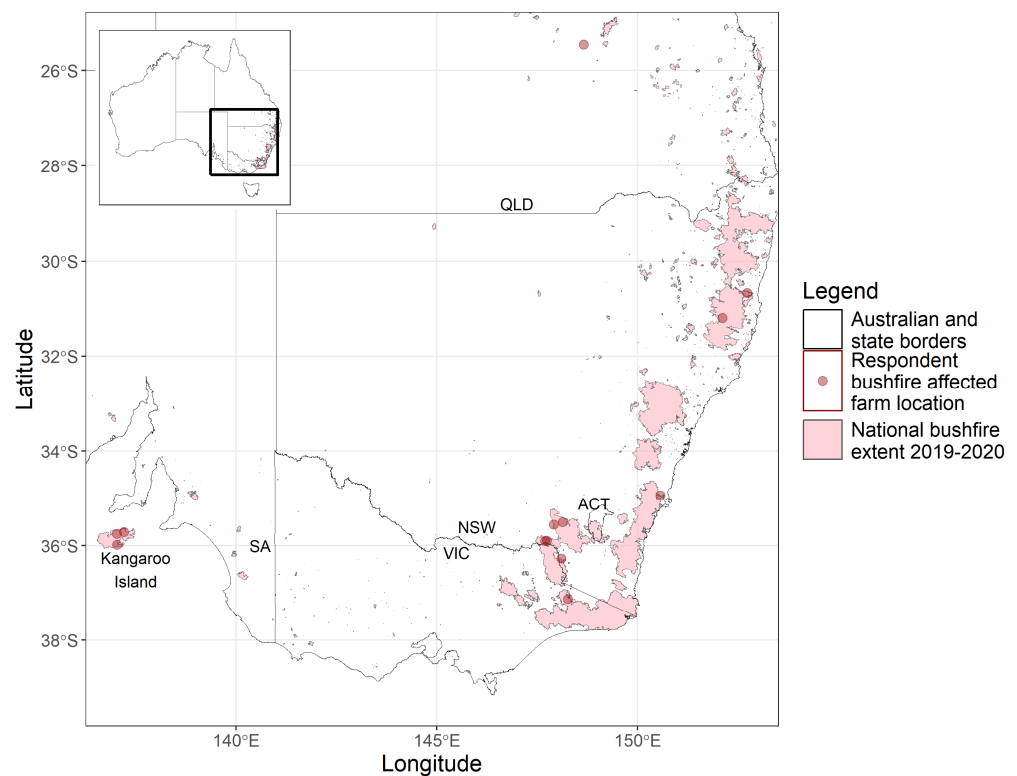 26°S
28°S
30°S
32°S
34°S
36°S
38°S
Latitude
QLD
NSW
ACT
VIC
SA
Kangaroo
Island
140°E
145°E
150°E
Longitude
Legend
Australian and
state borders
Respondent
bushfire affected
farm location
National bushfire
extent 2019-2020